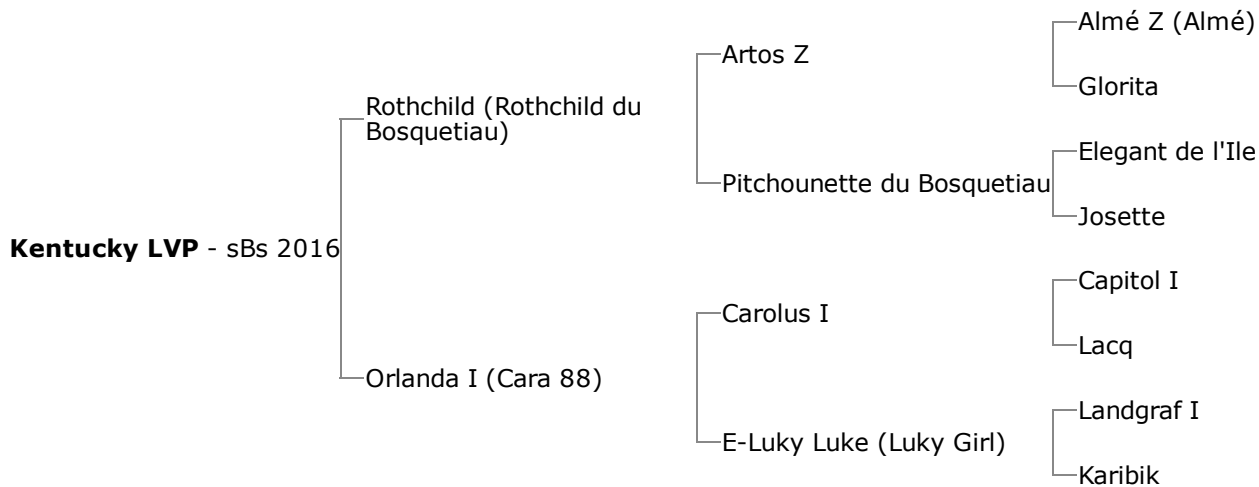 Almé Z (Almé)
Artos Z
Glorita
Rothchild (Rothchild du
Bosquetiau)
Elegant de l'Ile
Pitchounette du Bosquetiau
Josette
Kentucky LVP - sBs 2016
Capitol I
Carolus I
Lacq
Orlanda I (Cara 88)
Landgraf I
E-Luky Luke (Luky Girl)
Karibik